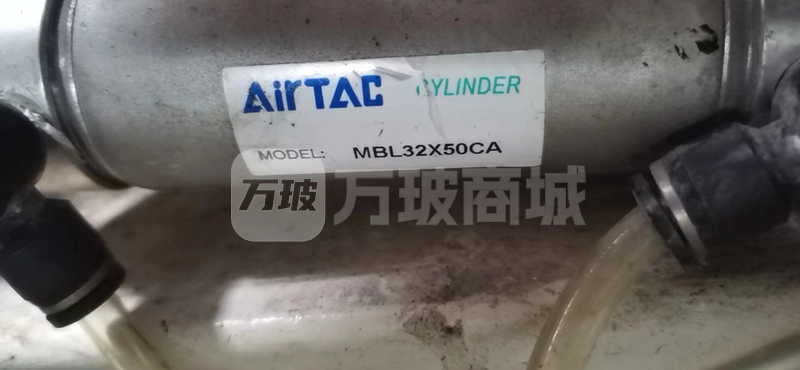 AirTAC CYLINDER
MODEL: MBL32X50CA
万玻 万玻商城